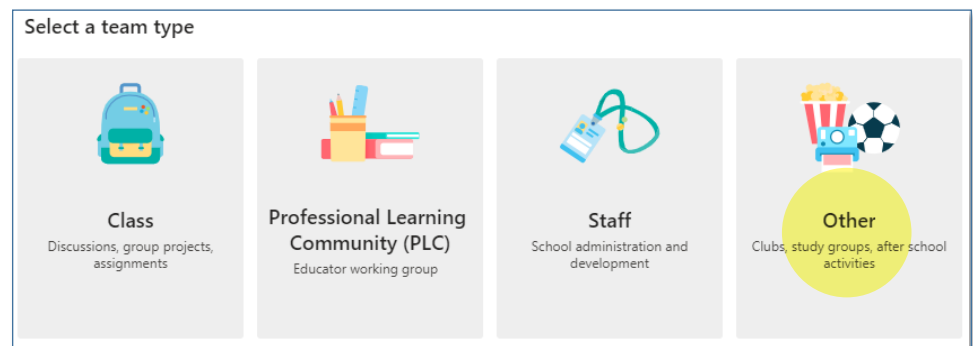 Select a team type
Class
Discussions, group projects,
assignments
Professional Learning
Community (PLC)
Educator working group
Staff
School administration and
development
Other
Clubs, study groups, after school
activities